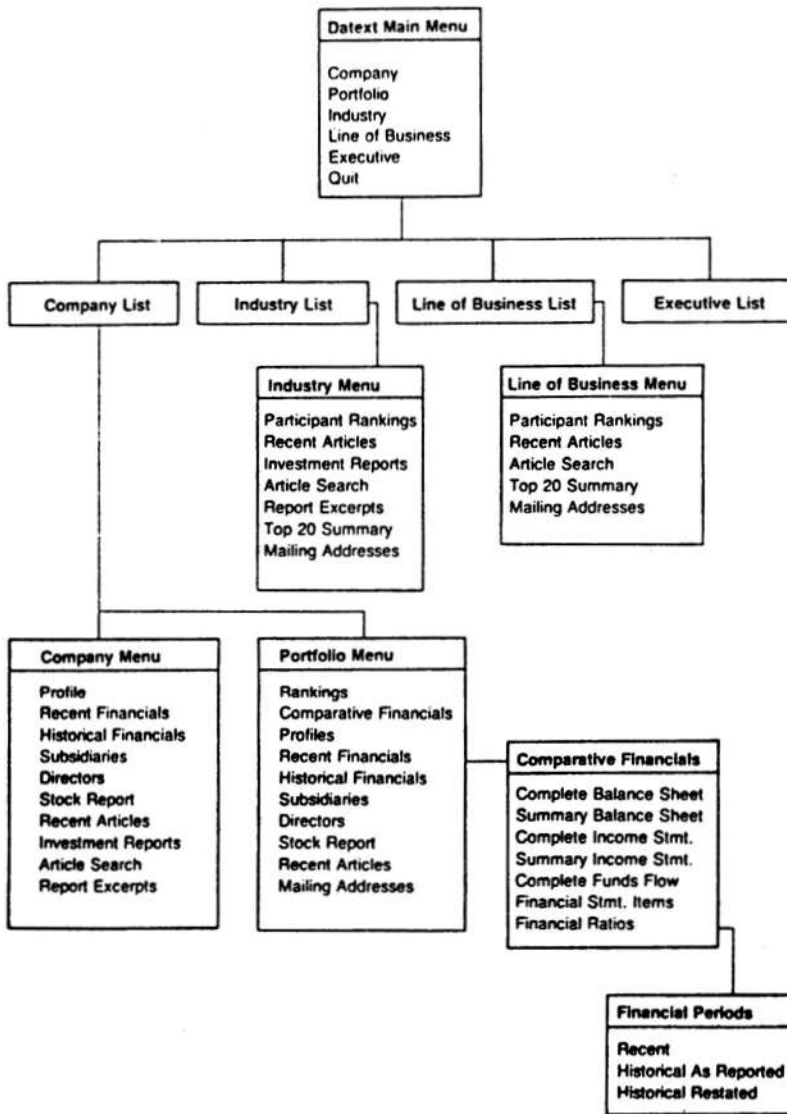 Datext Main Menu
Company
Portfolio
Industry
Line of Business
Executive
Quit
Company List
Industry List
Line of Business List
Executive List
Industry Menu
Participant Rankings
Recent Articles
Investment Reports
Article Search
Report Excerpts
Top 20 Summary
Mailing Addresses
Line of Business Menu
Participant Rankings
Recent Articles
Article Search
Top 20 Summary
Mailing Addresses
Company Menu
Profile
Recent Financials
Historical Financials
Subsidiaries
Directors
Stock Report
Recent Articles
Investment Reports
Article Search
Report Excerpts
Portfolio Menu
Rankings
Comparative Financials
Profiles
Recent Financials
Historical Financials
Subsidiaries
Directors
Stock Report
Recent Articles
Mailing Addresses
Comparative Financials
Complete Balance Sheet
Summary Balance Sheet
Complete Income Stmt.
Summary Income Stmt.
Complete Funds Flow
Financial Stmt. Items
Financial Ratios
Financial Periods
Recent
Historical As Reported
Historical Restated